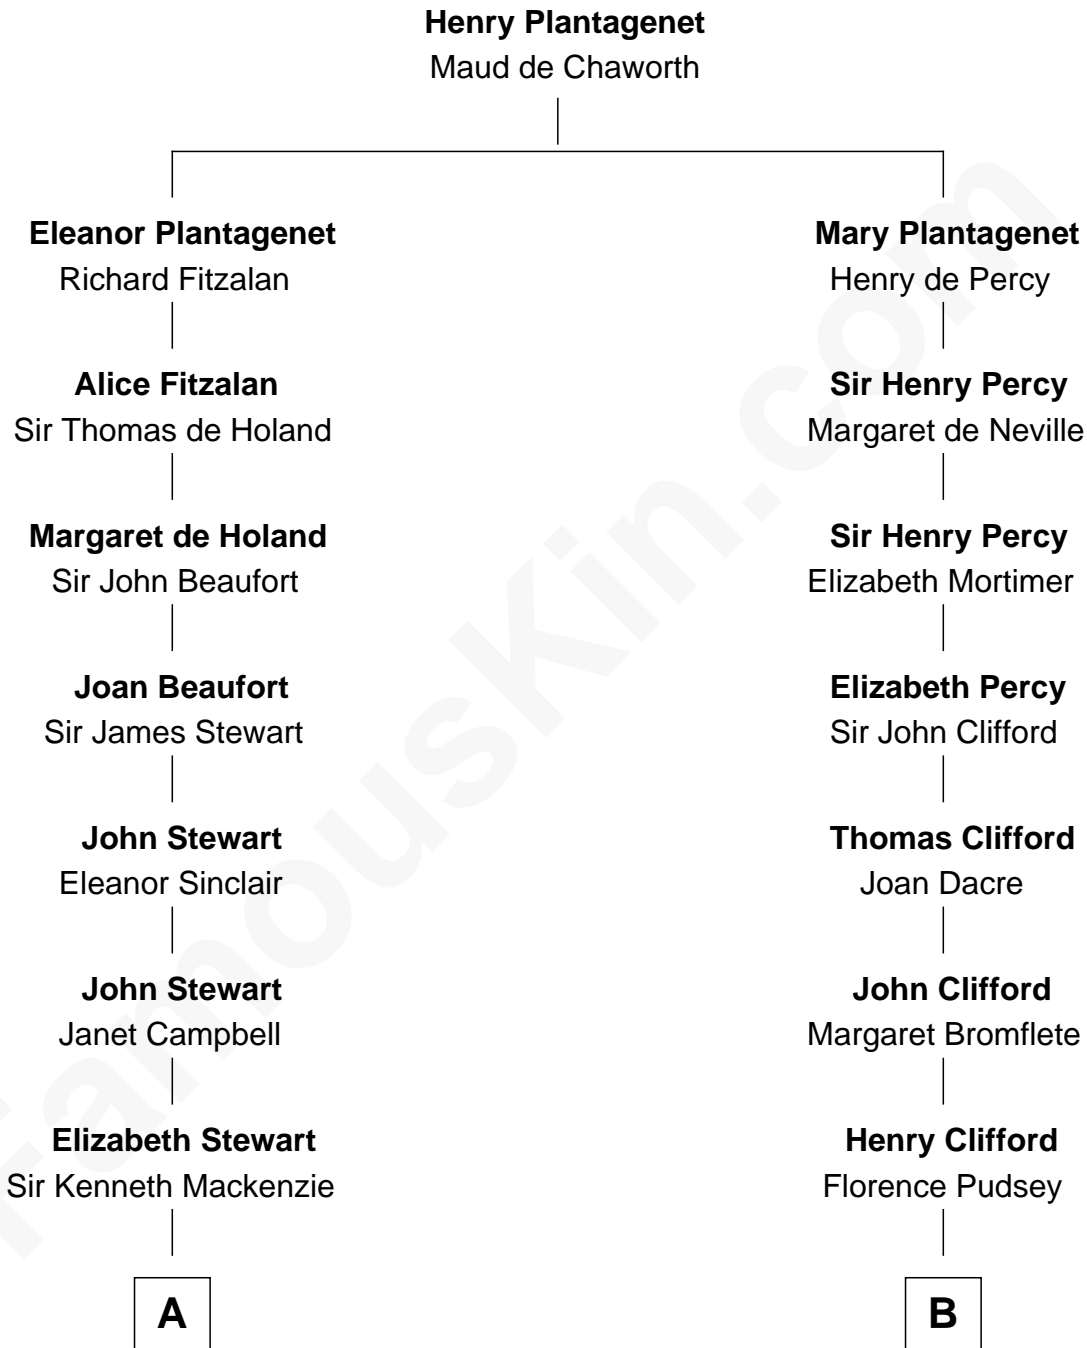 Henry Plantagenet
Maud de Chaworth
Eleanor Plantagenet
Richard Fitzalan
Alice Fitzalan
Sir Thomas de Holand
Margaret de Holand
Sir John Beaufort
Joan Beaufort
Sir James Stewart
John Stewart
Eleanor Sinclair
John Stewart
Janet Campbell
Elizabeth Stewart
Sir Kenneth Mackenzie
A
Mary Plantagenet
Henry de Percy
Sir Henry Percy
Margaret de Neville
Sir Henry Percy
Elizabeth Mortimer
Elizabeth Percy
Sir John Clifford
Thomas Clifford
Joan Dacre
John Clifford
Margaret Bromflete
Henry Clifford
Florence Pudsey
B
FamousKin.com